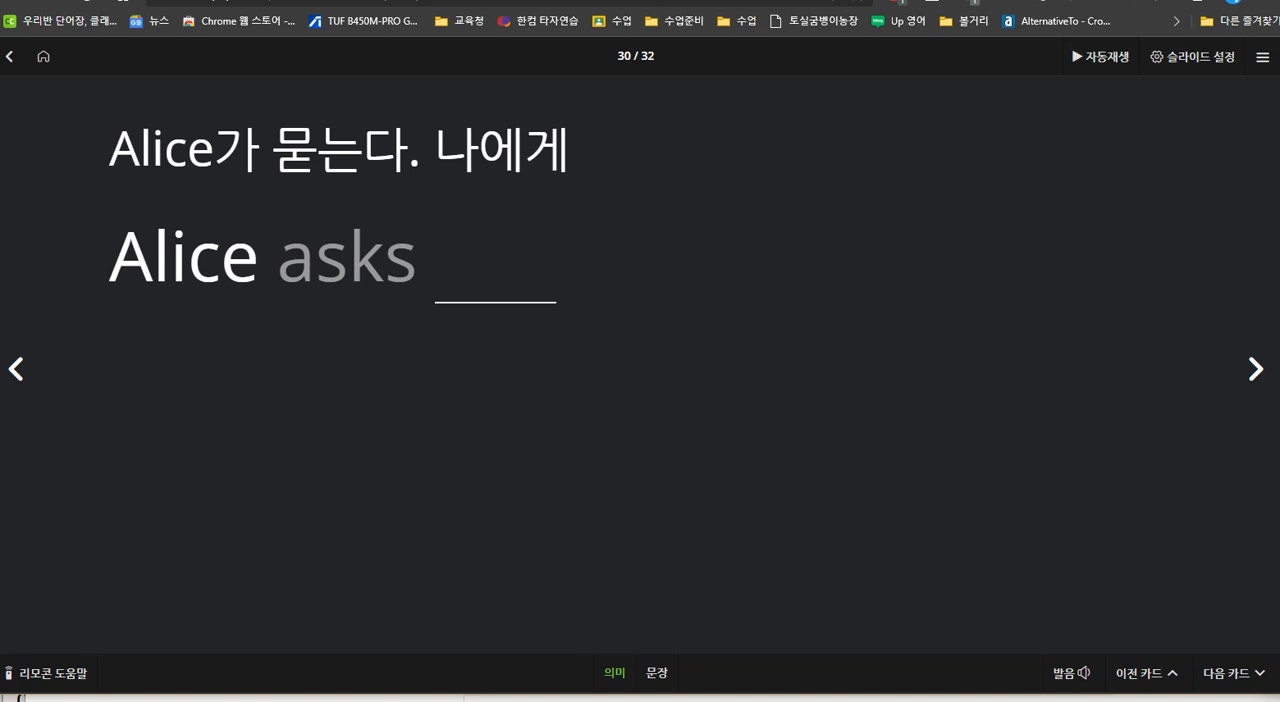 우리반 단어장, 클래... 뉴스 Chrome 웹 스토어 -... TUF B450M-PRO G... 교육청 한컴 타자연습 수업 수업준비 수업 토실굼벵이농장 Up 영어 볼거리 AlternativeTo - Cro... 다른 즐겨찾기
30 / 32 자동재생 슬라이드 설정
Alice가 묻는다. 나에게
Alice asks
리모콘 도움말 의미 문장 발음 이전 카드 다음 카드